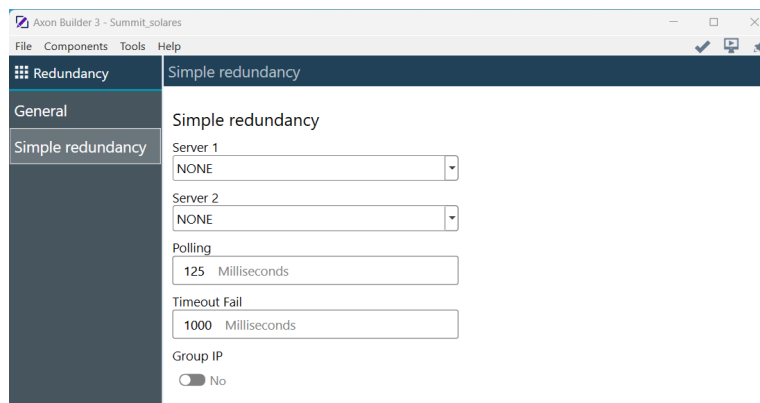 Axon Builder 3 - Summit_solares
File Components Tools Help
Redundancy
Simple redundancy
General
Simple redundancy
Simple redundancy
Server 1
NONE
Server 2
NONE
Polling
125 Milliseconds
Timeout Fail
1000 Milliseconds
Group IP
No